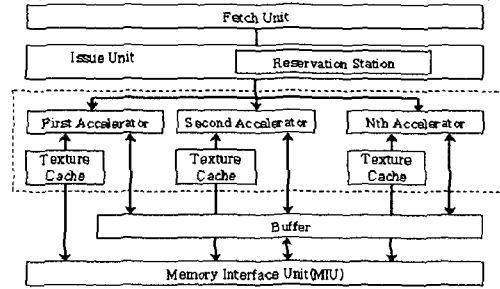 Fetch Unit
Issue Unit
Reservation Station
First Accelerator
Second Accelerator
Nth Accelerator
Texture
Cache
Texture
Cache
Texture
Cache
Buffer
Memory Interface Unit(MIU)